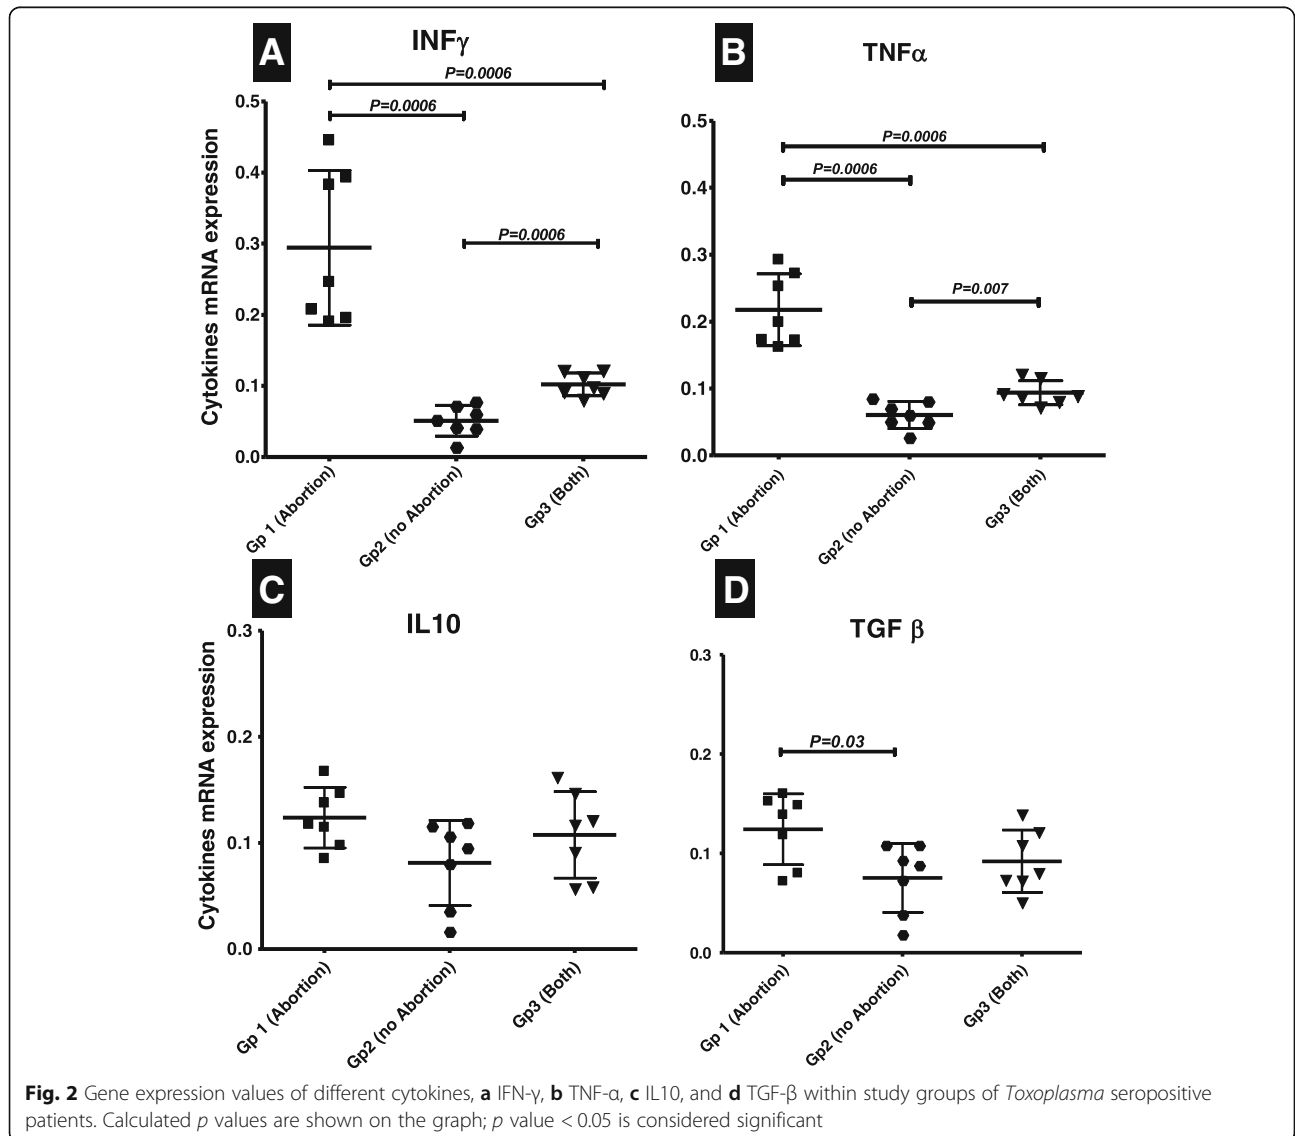 A
INFγ
P=0.0006
P=0.0006
P=0.0006
Cytokines mRNA expression
0.5
0.4
0.3
0.2
0.1
0.0
Gp 1 (Abortion)
Gp2 (no Abortion)
Gp3 (Both)
B
TNFα
P=0.0006
P=0.0006
P=0.007
0.5
0.4
0.3
0.2
0.1
0.0
Gp 1 (Abortion)
Gp2 (no Abortion)
Gp3 (Both)
C
IL10
Cytokines mRNA expression
0.3
0.2
0.1
0.0
Gp 1 (Abortion)
Gp2 (no Abortion)
Gp3 (Both)
D
TGF β
P=0.03
0.3
0.2
0.1
0.0
Gp 1 (Abortion)
Gp2 (no Abortion)
Gp3 (Both)
Fig. 2 Gene expression values of different cytokines, a IFN-γ, b TNF-α, c IL10, and d TGF-β within study groups of Toxoplasma seropositive
patients. Calculated p values are shown on the graph; p value < 0.05 is considered significant